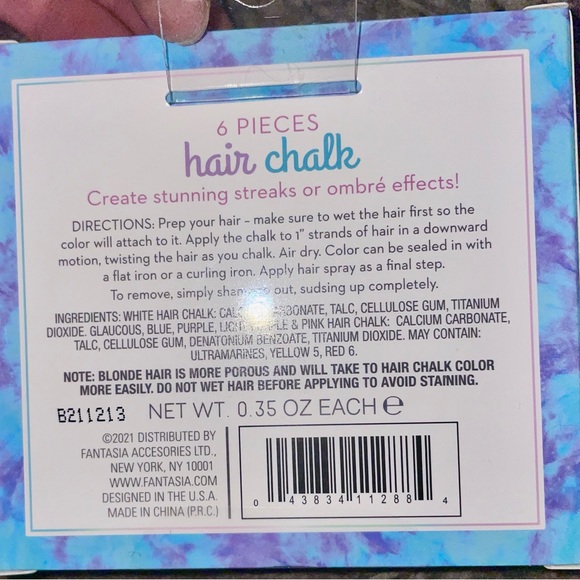 6 PIECES
hair chalk
Create stunning streaks or ombré effects!
DIRECTIONS: Prep your hair – make sure to wet the hair first so the
color will attach to it. Apply the chalk to 1" strands of hair in a downward
motion, twisting the hair as you chalk. Air dry. Color can be sealed in with
a flat iron or a curling iron. Apply hair spray as a final step.
To remove, simply out, sudsing up completely.
INGREDIENTS: WHITE HAIR CHALK: TALC, CELLULOSE GUM, TITANIUM
DIOXIDE. GLAUCOUS, BLUE, PURPLE, & PINK HAIR CHALK: CALCIUM CARBONATE,
TALC, CELLULOSE GUM, DENATONIUM BENZOATE, TITANIUM DIOXIDE. MAY CONTAIN:
ULTRAMARINES, YELLOW 5, RED 6.
NOTE: BLONDE HAIR IS MORE POROUS AND WILL TAKE TO HAIR CHALK COLOR
MORE EASILY. DO NOT WET HAIR BEFORE APPLYING TO AVOID STAINING.
B211213 NET WT. 0.35 OZ EACH ℮
©2021 DISTRIBUTED BY
FANTASIA ACCESORIES LTD.,
NEW YORK, NY 10001
WWW.FANTASIA.COM
DESIGNED IN THE U.S.A.
MADE IN CHINA (P.R.C.)
0 43834 11288 4